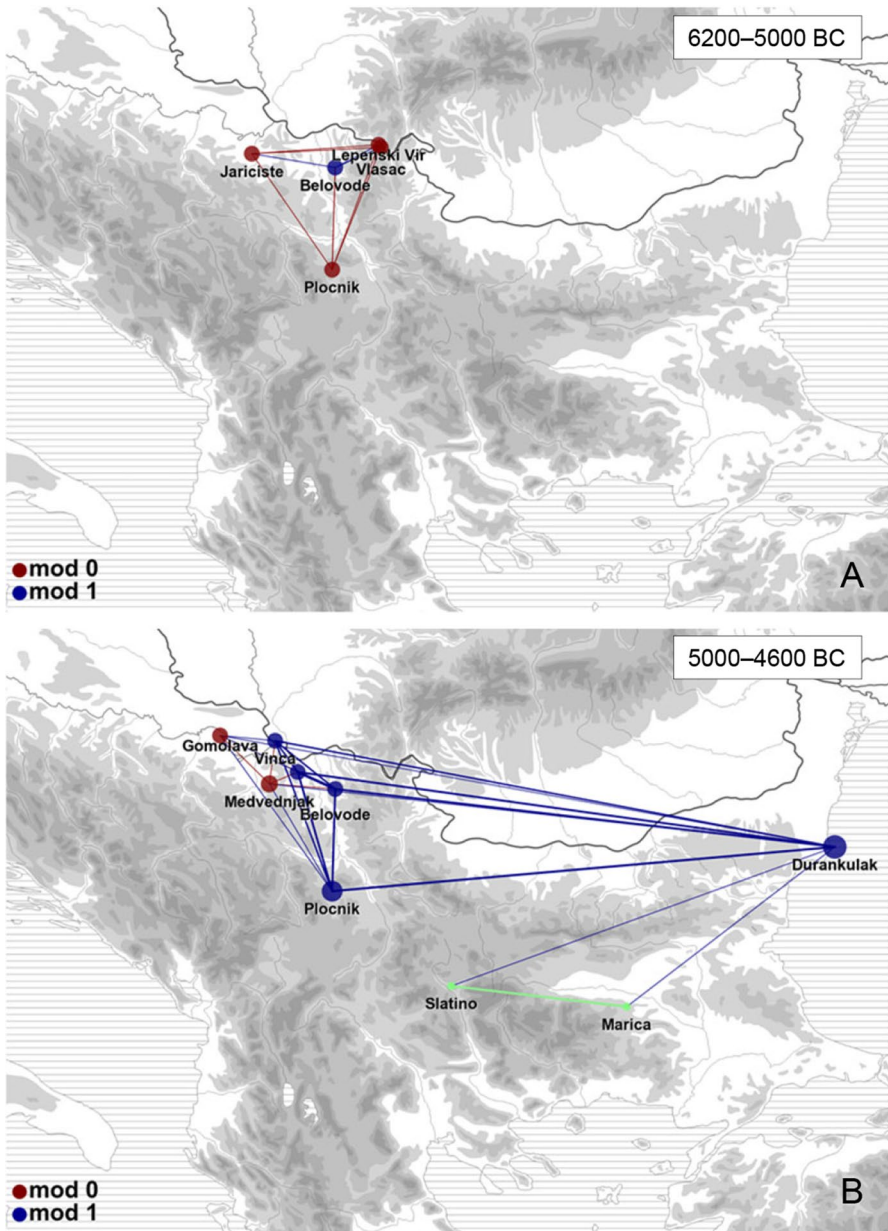 6200–5000 BC
Lepenski Vir
Vlasac
Jariciste
Belovode
Plocnik
mod 0
mod 1
A
5000–4600 BC
Gomolava
Vinca
Medvednjak
Belovode
Durankulak
Plocnik
Slatino
Marica
mod 0
mod 1
B